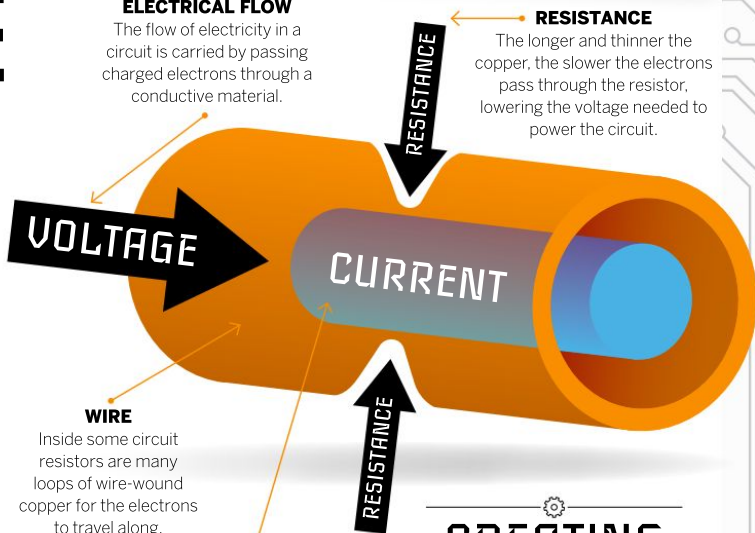 ELECTRICAL FLOW
The flow of electricity in a
circuit is carried by passing
charged electrons through a
conductive material.
RESISTANCE
The longer and thinner the
copper, the slower the electrons
pass through the resistor,
lowering the voltage needed to
power the circuit.
RESISTANCE
VOLTAGE
CURRENT
RESISTANCE
WIRE
Inside some circuit
resistors are many
loops of wire-wound
copper for the electrons
to travel along.